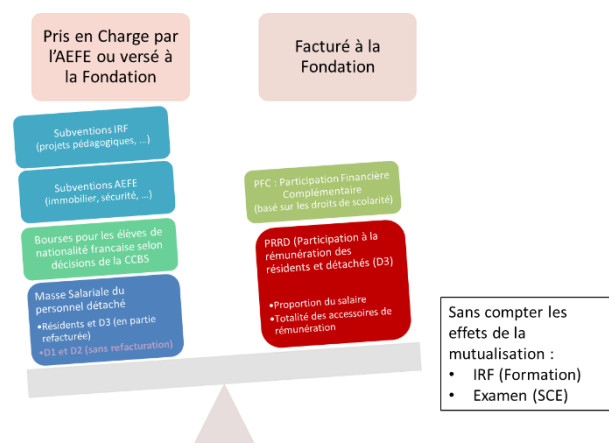 Pris en Charge par
l'AEFE ou versé à
la Fondation
Facturé à la
Fondation
Subventions IRF
(projets pédagogiques, ...)
Subventions AEFE
(immobilier, sécurité, ...)
Bourses pour les élèves de
nationalité francaise selon
décisions de la CCBS
Masse Salariale du
personnel détaché
•Résidents et D3 (en partie
refacturée)
•D1 et D2 (sans refacturation)
PFC : Participation Financière
Complémentaire
(basé sur les droits de scolarité)
PRRD (Participation à la
rémunération des
résidents et détachés (D3)
•Proportion du salaire
•Totalité des accessoires de
rémunération
Sans compter les
effets de la
mutualisation :
• IRF (Formation)
• Examen (SCE)